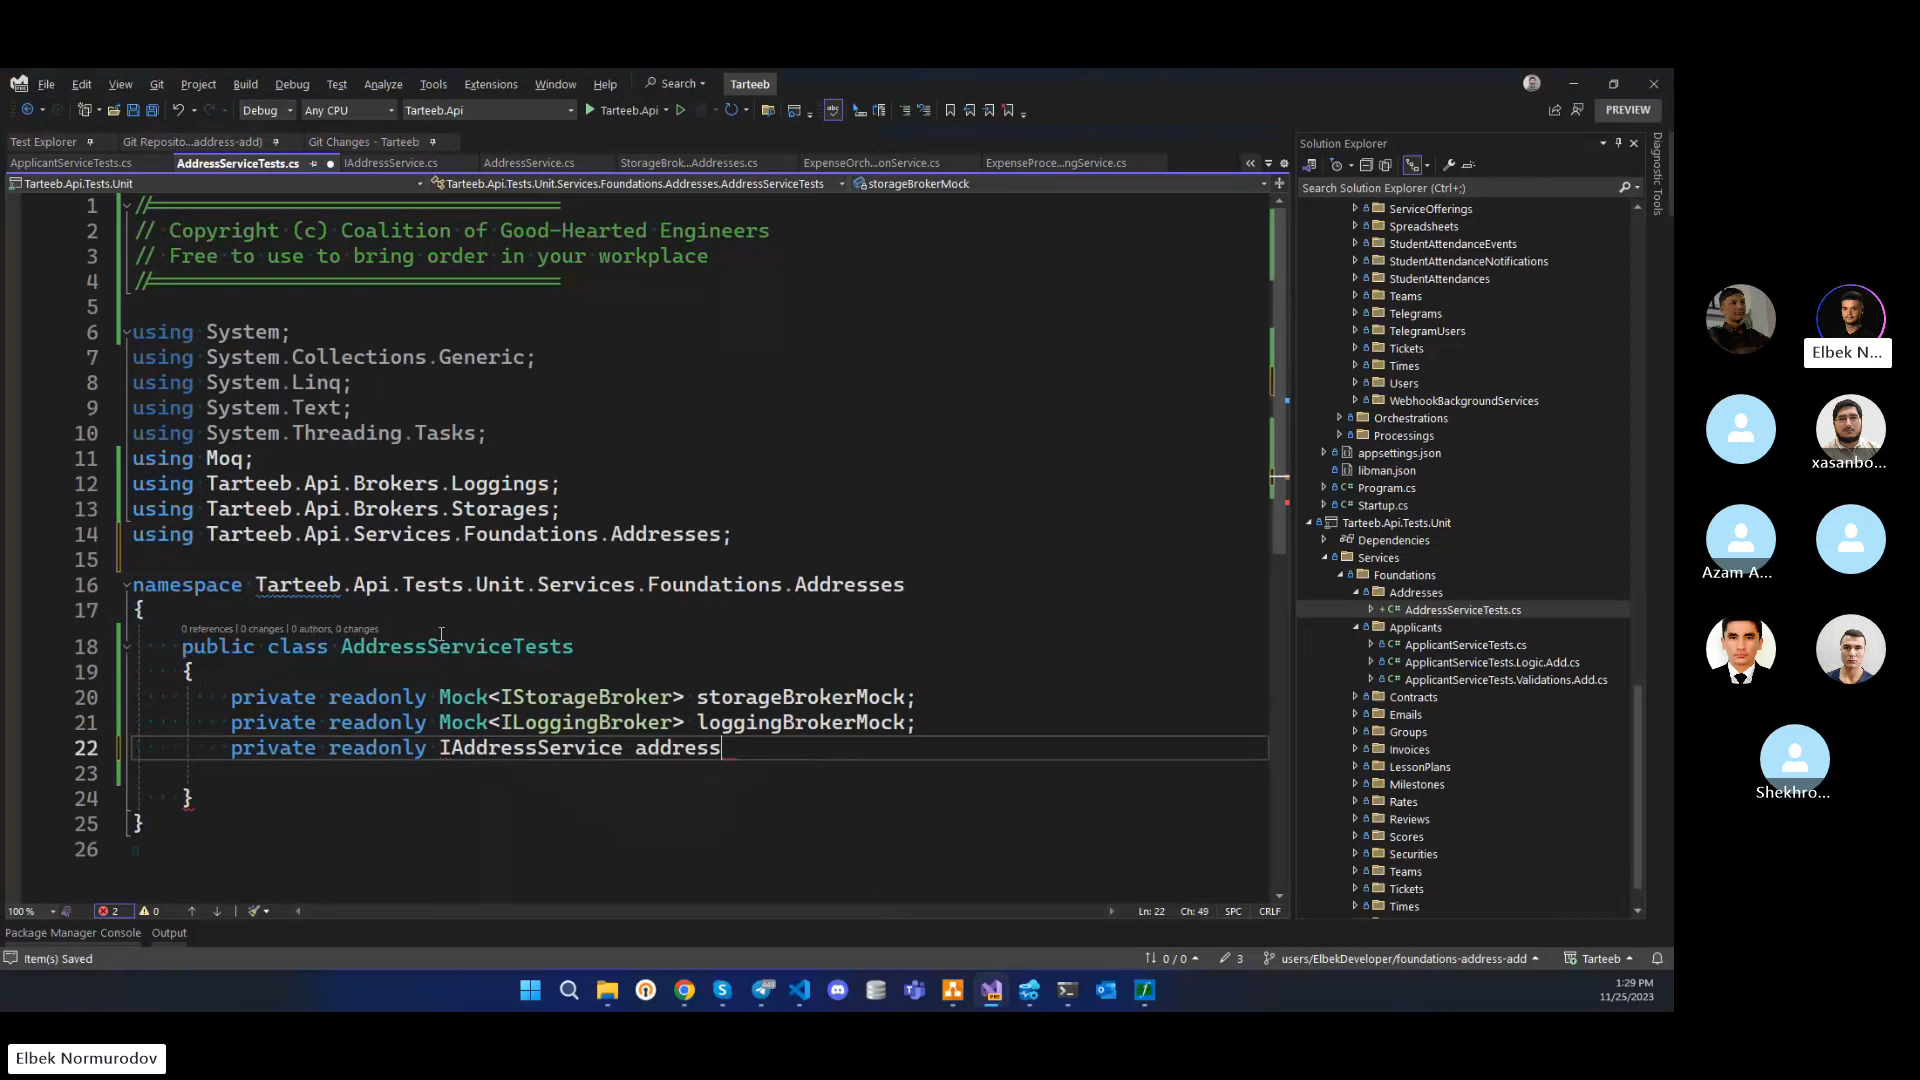 File Edit View Git Project Build Debug Test Analyze Tools Extensions Window Help Search Tarteeb
Debug Any CPU Tarteeb.Api Tarteeb.Api PREVIEW
Test Explorer Git Reposito...address-add) Git Changes - Tarteeb
ApplicantServiceTests.cs AddressServiceTests.cs IAddressService.cs AddressService.cs StorageBrok...Addresses.cs ExpenseOrch...onService.cs ExpenseProce...ngService.cs
Tarteeb.Api.Tests.Unit Tarteeb.Api.Tests.Unit.Services.Foundations.Addresses.AddressServiceTests storageBrokerMock
1 //==================================
2 // Copyright (c) Coalition of Good-Hearted Engineers
3 // Free to use to bring order in your workplace
4 //==================================
5
6 using System;
7 using System.Collections.Generic;
8 using System.Linq;
9 using System.Text;
10 using System.Threading.Tasks;
11 using Moq;
12 using Tarteeb.Api.Brokers.Loggings;
13 using Tarteeb.Api.Brokers.Storages;
14 using Tarteeb.Api.Services.Foundations.Addresses;
15
16 namespace Tarteeb.Api.Tests.Unit.Services.Foundations.Addresses
17 {
0 references | 0 changes | 0 authors, 0 changes
18 public class AddressServiceTests
19 {
20 private readonly Mock<IStorageBroker> storageBrokerMock;
21 private readonly Mock<ILoggingBroker> loggingBrokerMock;
22 private readonly IAddressService address
23
24 }
25 }
26
100 % 2 0 Ln: 22 Ch: 49 SPC CRLF
Package Manager Console Output
Item(s) Saved 0 / 0 3 users/ElbekDeveloper/foundations-address-add Tarteeb
Solution Explorer
Search Solution Explorer (Ctrl+;)
ServiceOfferings
Spreadsheets
StudentAttendanceEvents
StudentAttendanceNotifications
StudentAttendances
Teams
Telegrams
TelegramUsers
Tickets
Times
Users
WebhookBackgroundServices
Orchestrations
Processings
appsettings.json
libman.json
C# Program.cs
C# Startup.cs
Tarteeb.Api.Tests.Unit
Dependencies
Services
Foundations
Addresses
+ C# AddressServiceTests.cs
Applicants
C# ApplicantServiceTests.cs
C# ApplicantServiceTests.Logic.Add.cs
C# ApplicantServiceTests.Validations.Add.cs
Contracts
Emails
Groups
Invoices
LessonPlans
Milestones
Rates
Reviews
Scores
Securities
Teams
Tickets
Times
Diagnostic Tools
1:29 PM
11/25/2023
Elbek N...
xasanbo...
Azam A...
Shekhro...
Elbek Normurodov